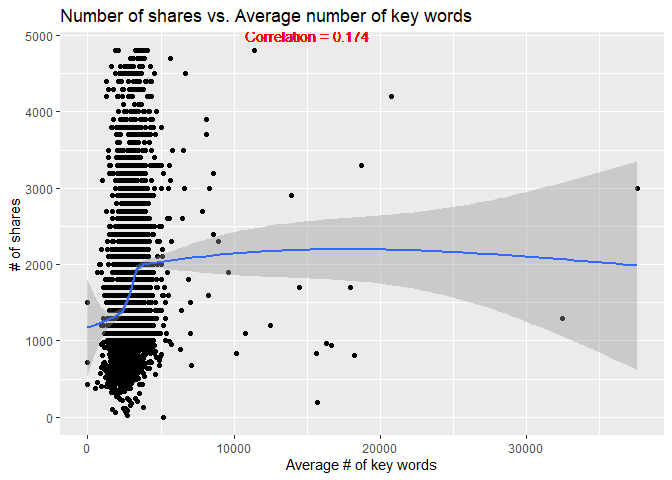 Number of shares vs. Average number of key words
Correlation = 0.174
5000
4000
3000
2000
1000
0
# of shares
0 10000 20000 30000
Average # of key words